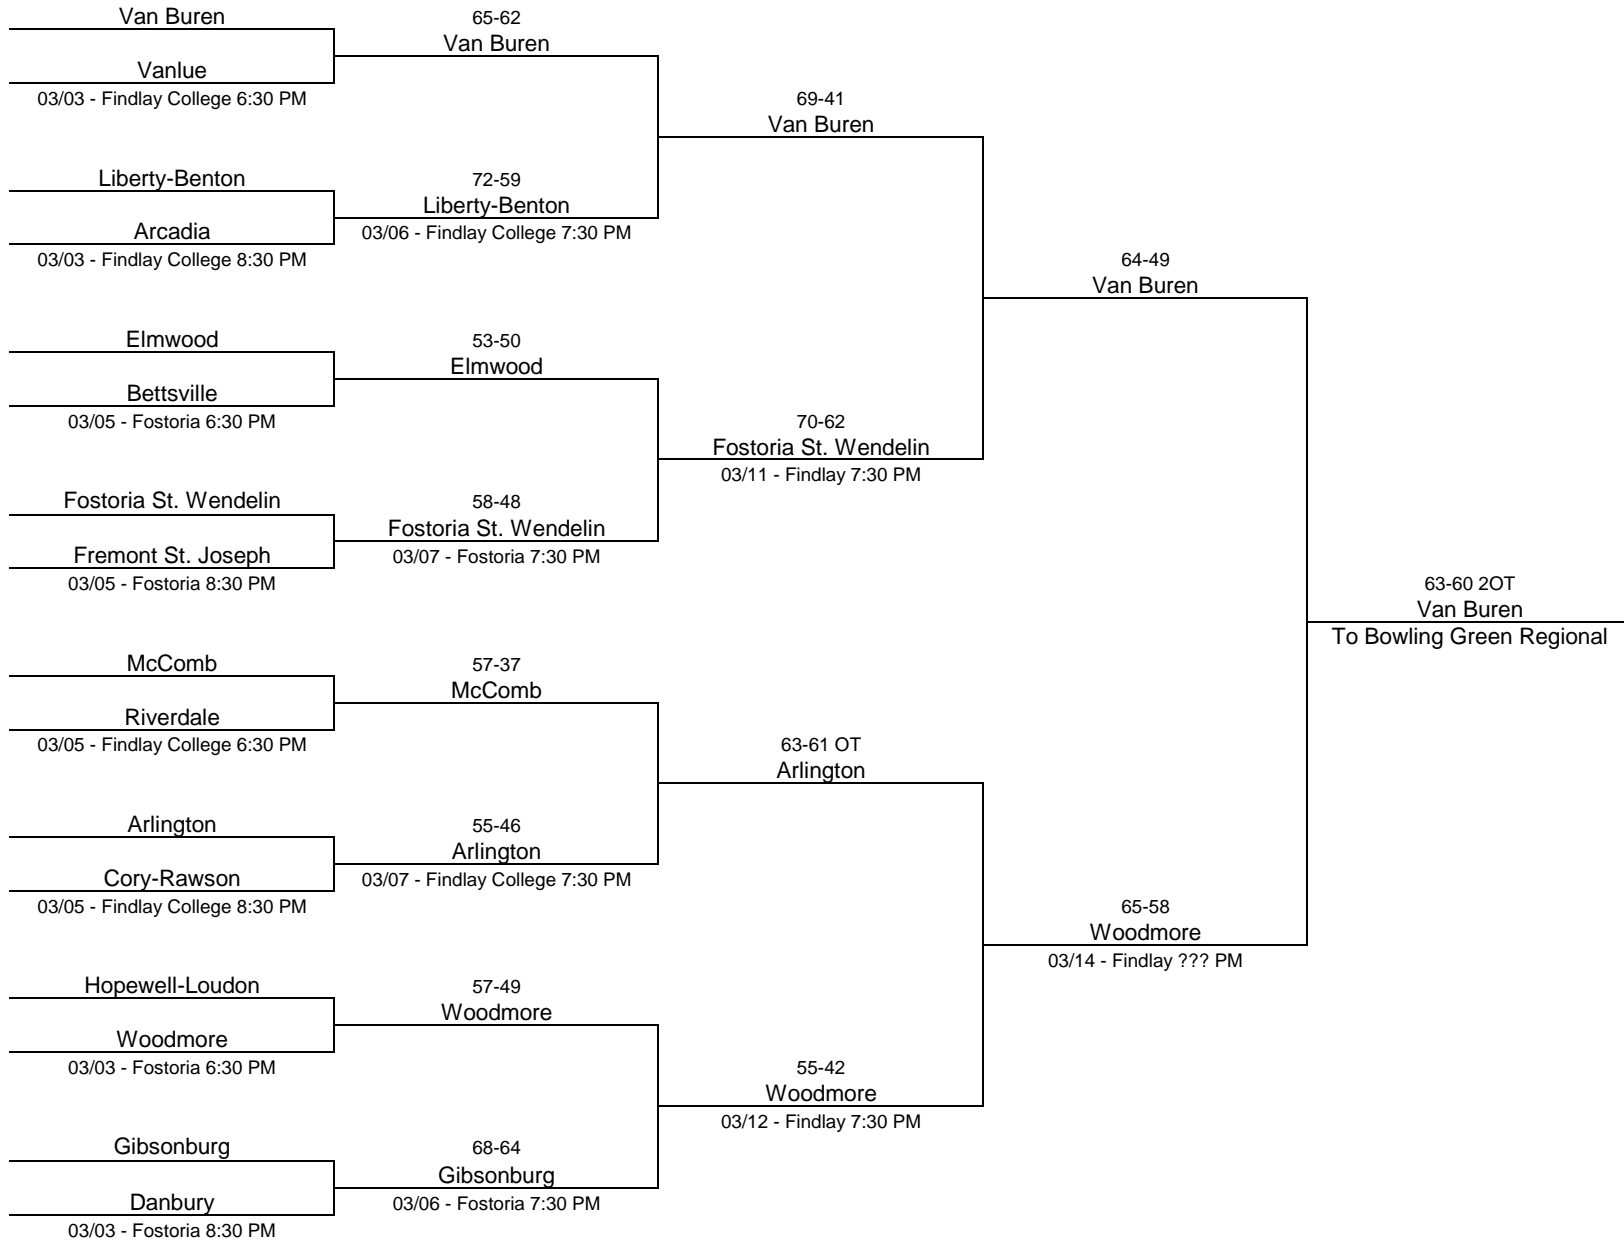 Van Buren
Vanlue
03/03 - Findlay College 6:30 PM
Liberty-Benton
Arcadia
03/03 - Findlay College 8:30 PM
Elmwood
Bettsville
03/05 - Fostoria 6:30 PM
Fostoria St. Wendelin
Fremont St. Joseph
03/05 - Fostoria 8:30 PM
McComb
Riverdale
03/05 - Findlay College 6:30 PM
Arlington
Cory-Rawson
03/05 - Findlay College 8:30 PM
Hopewell-Loudon
Woodmore
03/03 - Fostoria 6:30 PM
Gibsonburg
Danbury
03/03 - Fostoria 8:30 PM
65-62
Van Buren
72-59
Liberty-Benton
03/06 - Findlay College 7:30 PM
53-50
Elmwood
58-48
Fostoria St. Wendelin
03/07 - Fostoria 7:30 PM
57-37
McComb
55-46
Arlington
03/07 - Findlay College 7:30 PM
57-49
Woodmore
68-64
Gibsonburg
03/06 - Fostoria 7:30 PM
69-41
Van Buren
70-62
Fostoria St. Wendelin
03/11 - Findlay 7:30 PM
63-61 OT
Arlington
55-42
Woodmore
03/12 - Findlay 7:30 PM
64-49
Van Buren
65-58
Woodmore
03/14 - Findlay ??? PM
63-60 2OT
Van Buren
To Bowling Green Regional